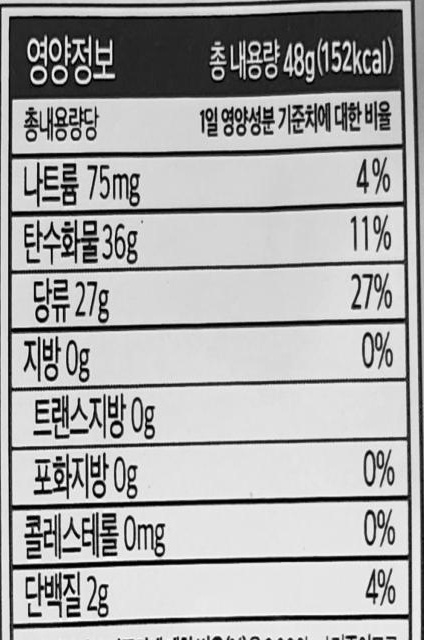 영양정보 총 내용량 48g(152kcal)
총내용량당 1일 영양성분 기준치에 대한 비율
나트륨 75mg 4%
탄수화물 36g 11%
당류 27g 27%
지방 0g 0%
트랜스지방 0g
포화지방 0g 0%
콜레스테롤 0mg 0%
단백질 2g 4%